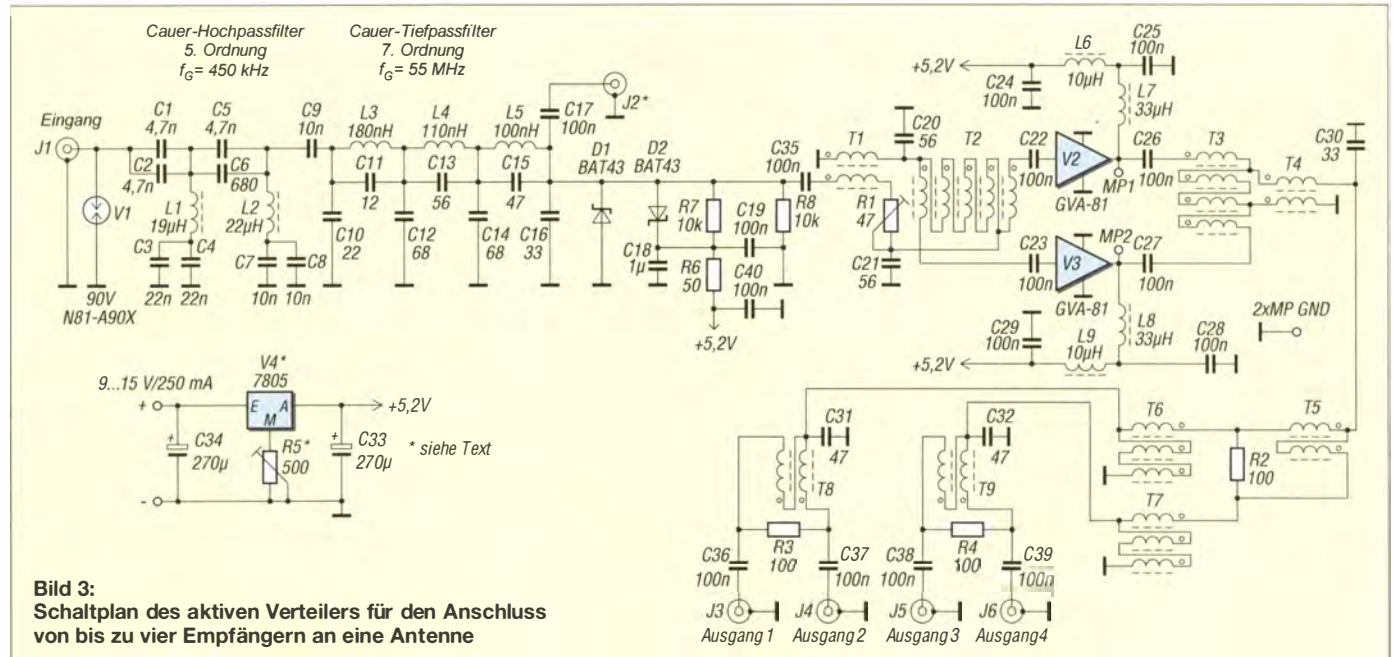 Cauer-Hochpassfilter
5. Ordnung
fG= 450 kHz
Cauer-Tiefpassfilter
7. Ordnung
fG= 55 MHz
Eingang
J1
V1
90V
N81-A90X
C1
4,7n
C2
4,7n
C5
4,7n
C6
680
L1
19µH
L2
22µH
C3
22n
C4
22n
C7
10n
C8
10n
C9
10n
L3
180nH
L4
110nH
L5
100nH
C11
12
C13
56
C15
47
C10
22
C12
68
C14
68
C16
33
C17
100n
J2*
D1
BAT43
D2
BAT43
C18
1µ
R7
10k
R6
50
C19
100n
C40
100n
R8
10k
+5,2V
C35
100n
T1
R1
47
C20
56
C21
56
T2
C22
100n
C23
100n
V2
GVA-81
MP1
V3
GVA-81
MP2
+5,2V
C24
100n
L6
10µH
C25
100n
L7
33µH
C26
100n
C27
100n
T3
T4
C30
33
L8
33µH
C28
100n
L9
10µH
C29
100n
+5,2V
2xMP GND
9...15 V/250 mA
+
-
V4*
7805
E A
M
+
C34
270µ
R5*
500
+
C33
270µ
+5,2V
* siehe Text
C31
47
T8
C32
47
T9
T6
T7
R2
100
T5
R3
100
R4
100
C36
100n
C37
100n
C38
100n
C39
100n
J3
Ausgang 1
J4
Ausgang 2
J5
Ausgang 3
J6
Ausgang 4
Bild 3:
Schaltplan des aktiven Verteilers für den Anschluss
von bis zu vier Empfängern an eine Antenne